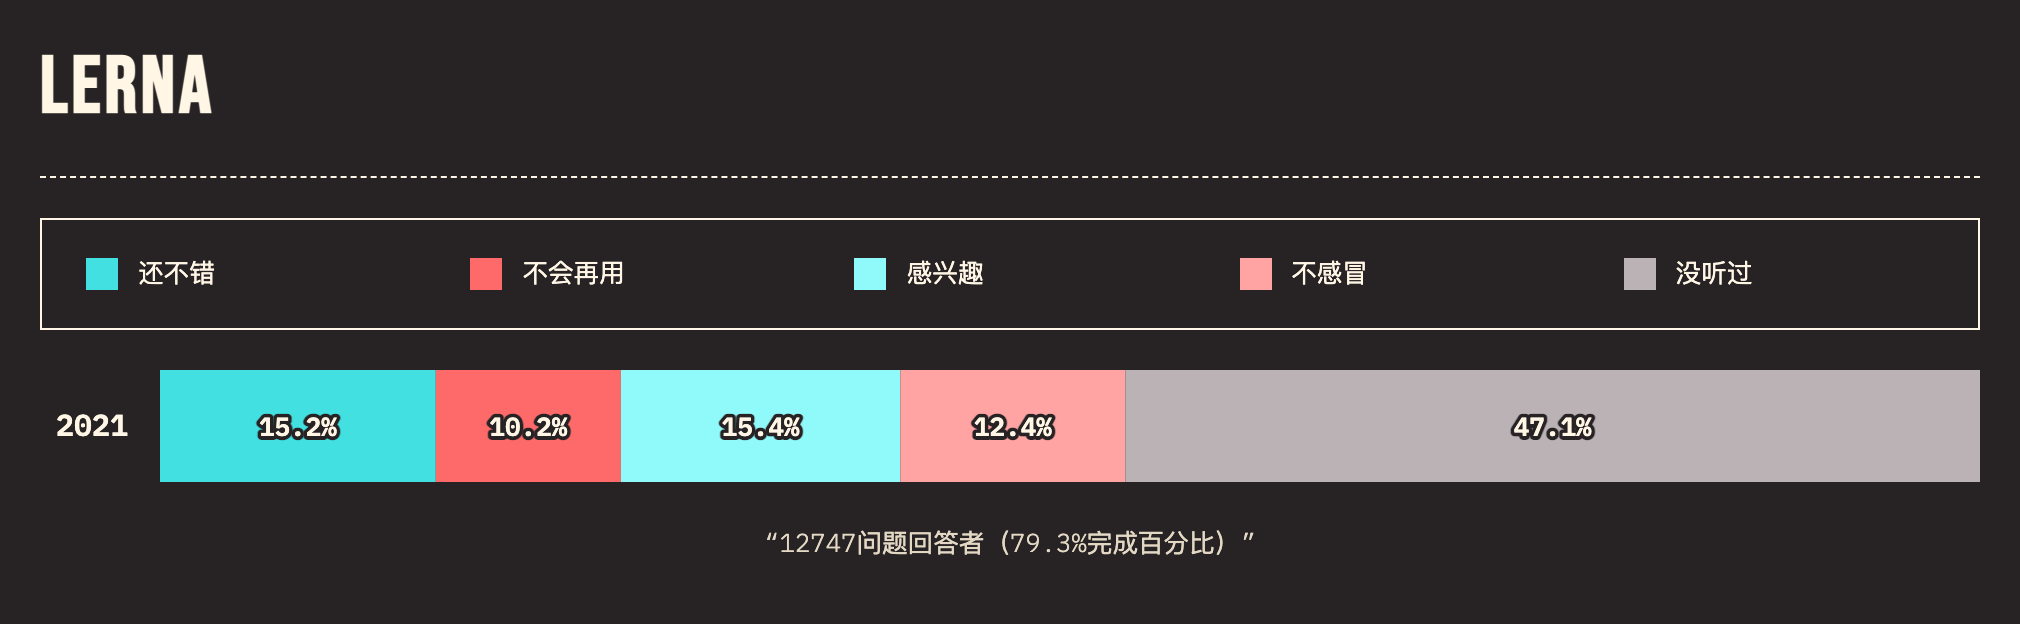 LERNA
还不错 不会再用 感兴趣 不感冒 没听过
2021 15.2% 10.2% 15.4% 12.4% 47.1%
“12747问题回答者（79.3%完成百分比）”